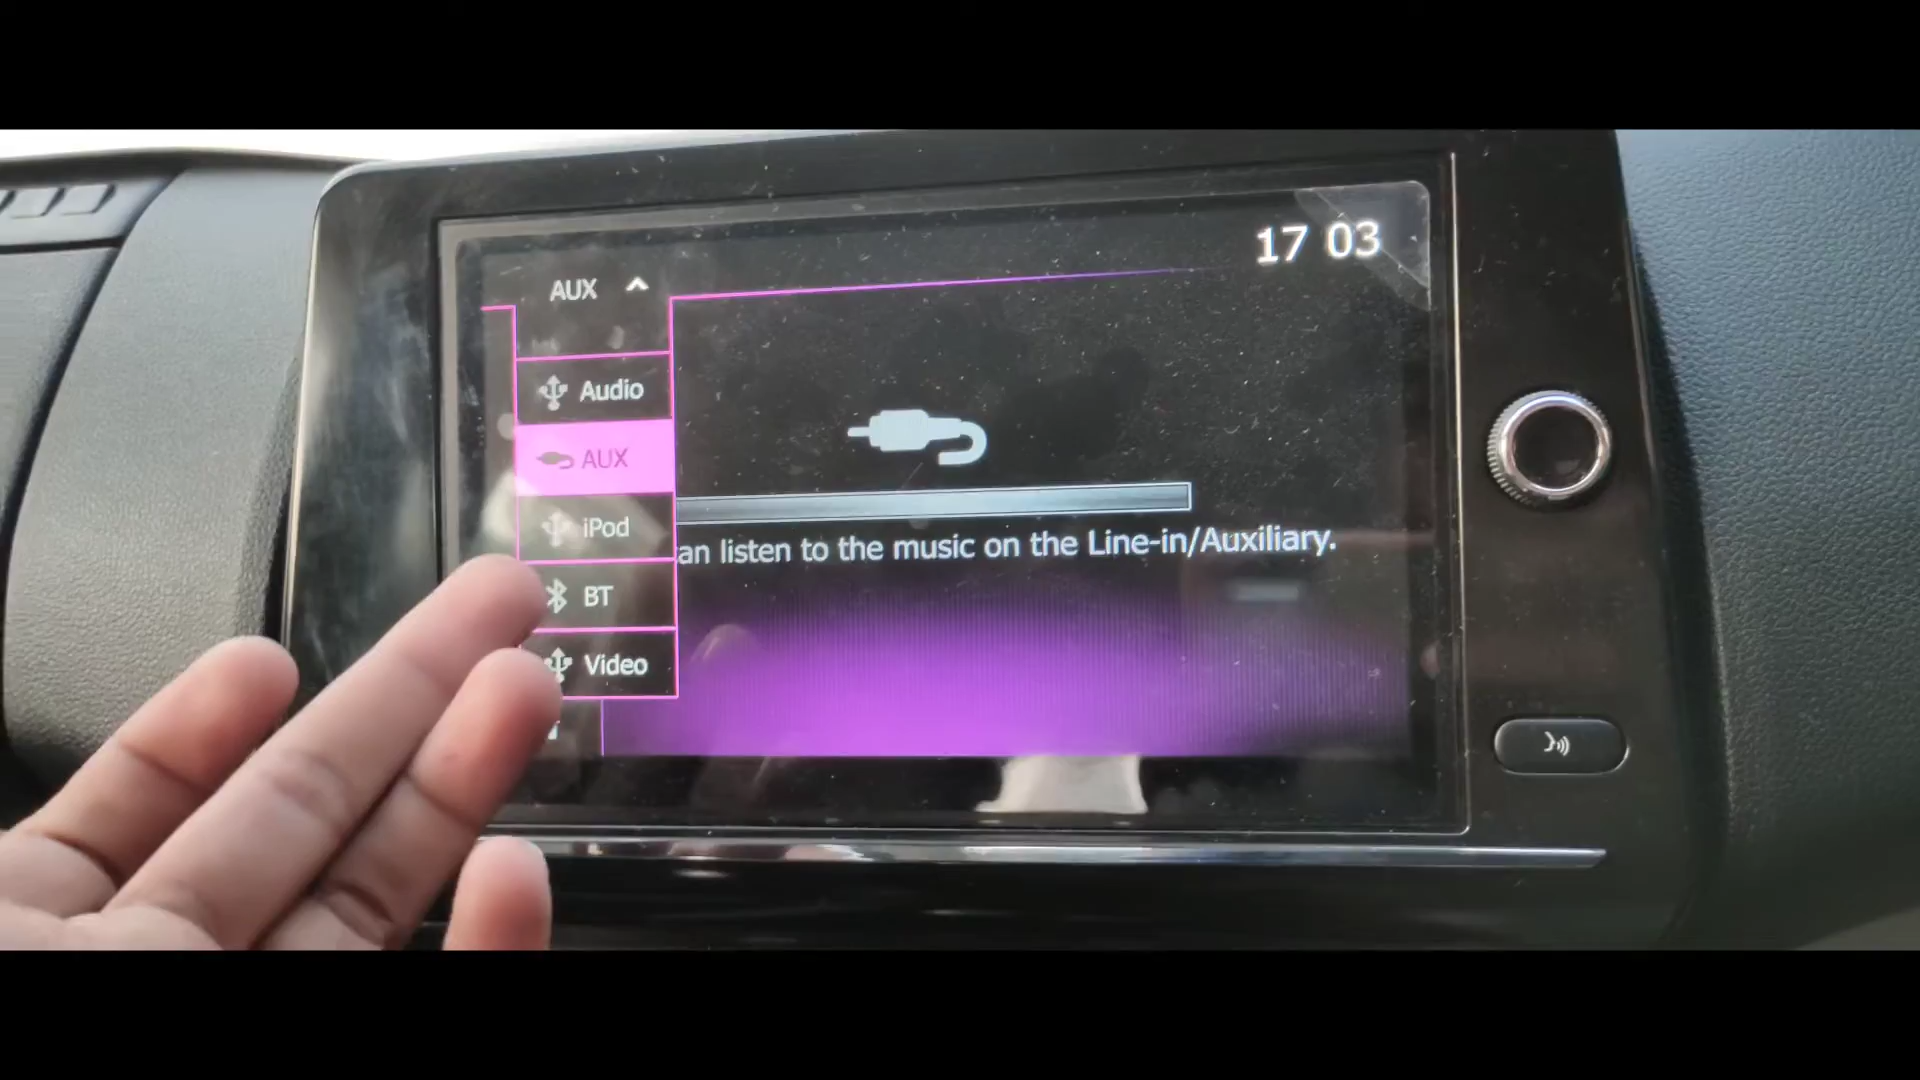 17 03
AUX
Audio
AUX
iPod
an listen to the music on the Line-in/Auxiliary.
BT
Video